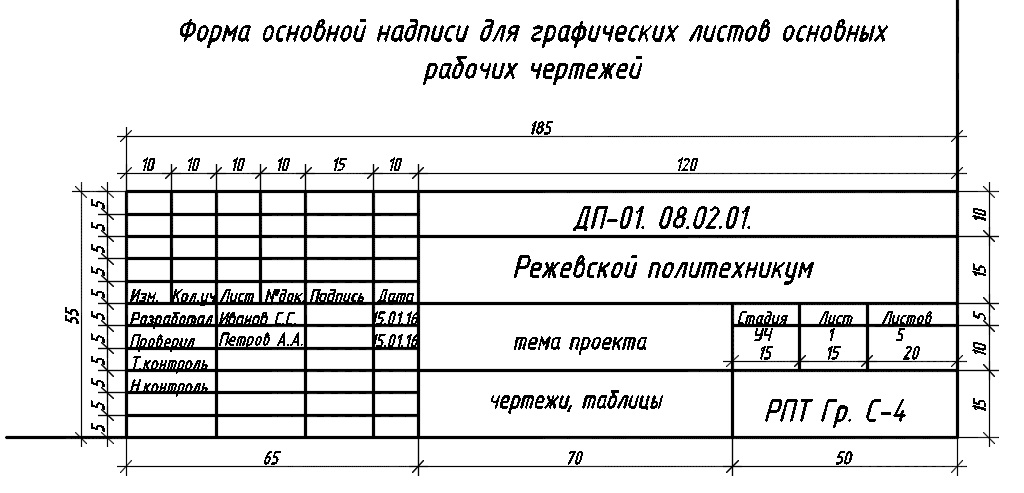 Форма основной надписи для графических листов основных
рабочих чертежей
185
10 10 10 10 15 10 120
5 ДП-01. 08.02.01. 10
5
5 Режевской политехникум 15
5
5 Изм. Кол.уч Лист №док Подпись Дата
55
5 Разработал Иванов С.С. 15.01.16 Стадия Лист Листов 5
5 Проверил Петров А.А. 15.01.16 тема проекта УЧ 1 5 10
5 Т.контроль 15 15 20
5 Н.контроль чертежи, таблицы РПТ Гр. С-4 15
5
5
65 70 50